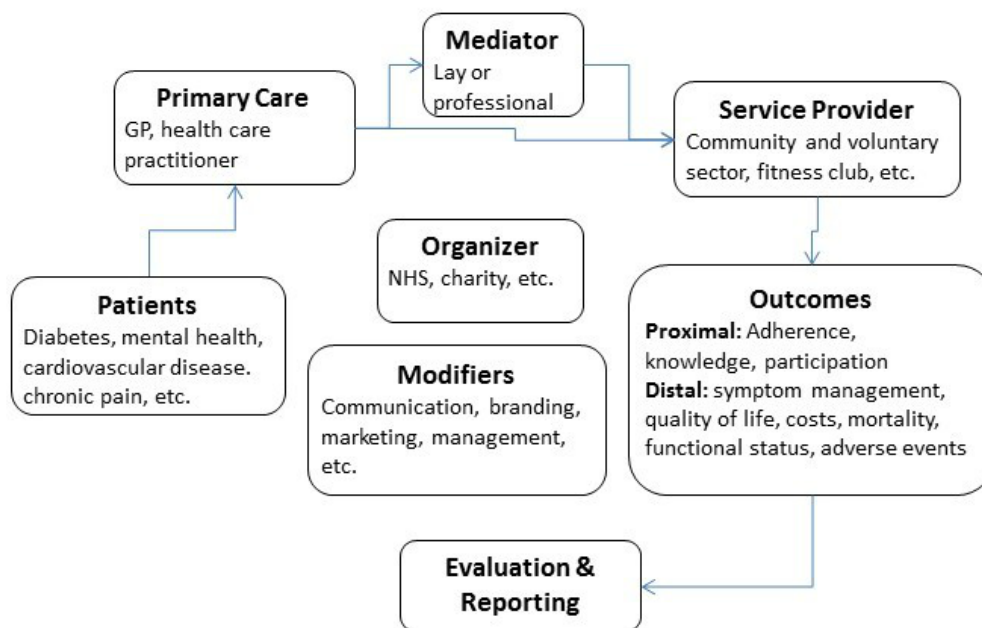 Mediator
Lay or
professional
Primary Care
GP, health care
practitioner
Service Provider
Community and voluntary
sector, fitness club, etc.
Organizer
NHS, charity, etc.
Patients
Diabetes, mental health,
cardiovascular disease.
chronic pain, etc.
Outcomes
Proximal: Adherence,
knowledge, participation
Distal: symptom management,
quality of life, costs, mortality,
functional status, adverse events
Modifiers
Communication, branding,
marketing, management,
etc.
Evaluation &
Reporting